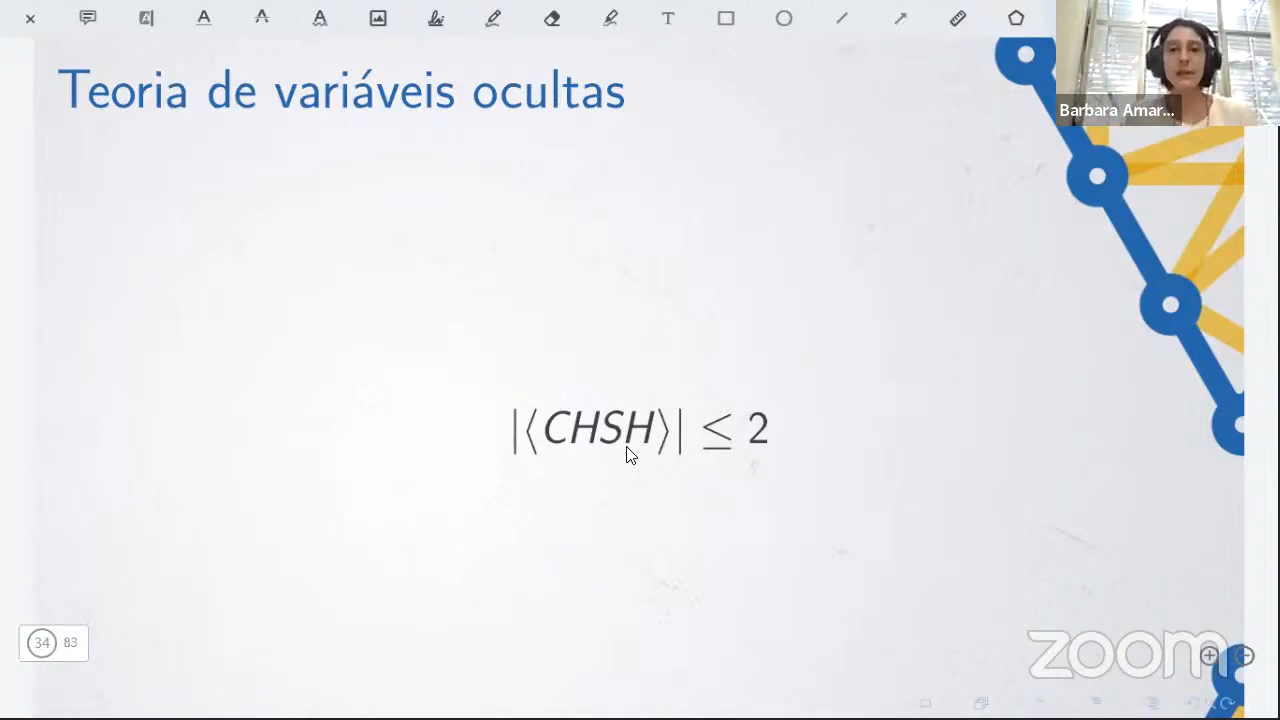 Teoria de variáveis ocultas
Barbara Amar...
|⟨CHSH⟩| ≤ 2
34 83
zoom